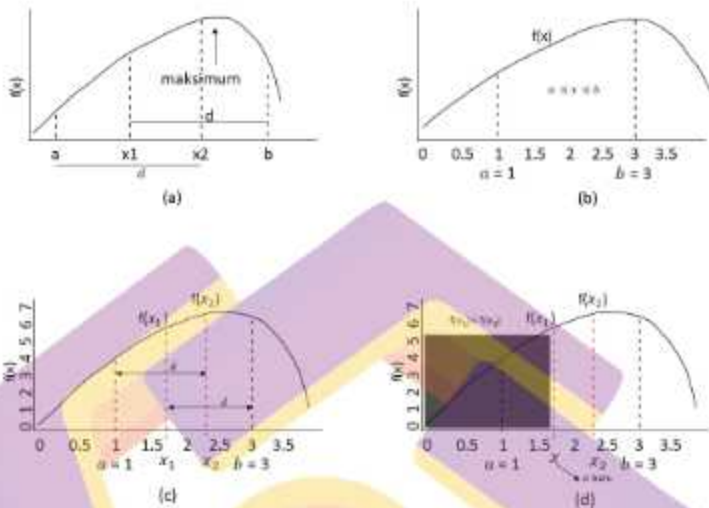 f(x)
maksimum
d
a x1 x2 b
d
(a)
f(x)
f(x)
0 0.5 1 1.5 2 2.5 3 3.5
a = 1 b = 3
(b)
f(x₁) f(x₂)
0 1 2 3 4 5 6 7
f(x)
0 0.5 1 1.5 2 2.5 3 3.5
a = 1 x₁ x₂ b = 3
(c)
f(x₁) f(x₂)
0 1 2 3 4 5 6 7
f(x)
0 0.5 1 1.5 2 2.5 3 3.5
a = 1 x x₂ b = 3
(d)